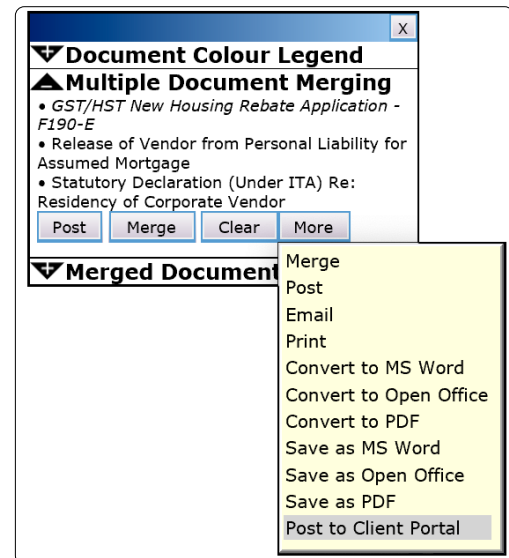 X
Document Colour Legend
Multiple Document Merging
• GST/HST New Housing Rebate Application -
F190-E
• Release of Vendor from Personal Liability for
Assumed Mortgage
• Statutory Declaration (Under ITA) Re:
Residency of Corporate Vendor
Post Merge Clear More
Merged Document
Merge
Post
Email
Print
Convert to MS Word
Convert to Open Office
Convert to PDF
Save as MS Word
Save as Open Office
Save as PDF
Post to Client Portal